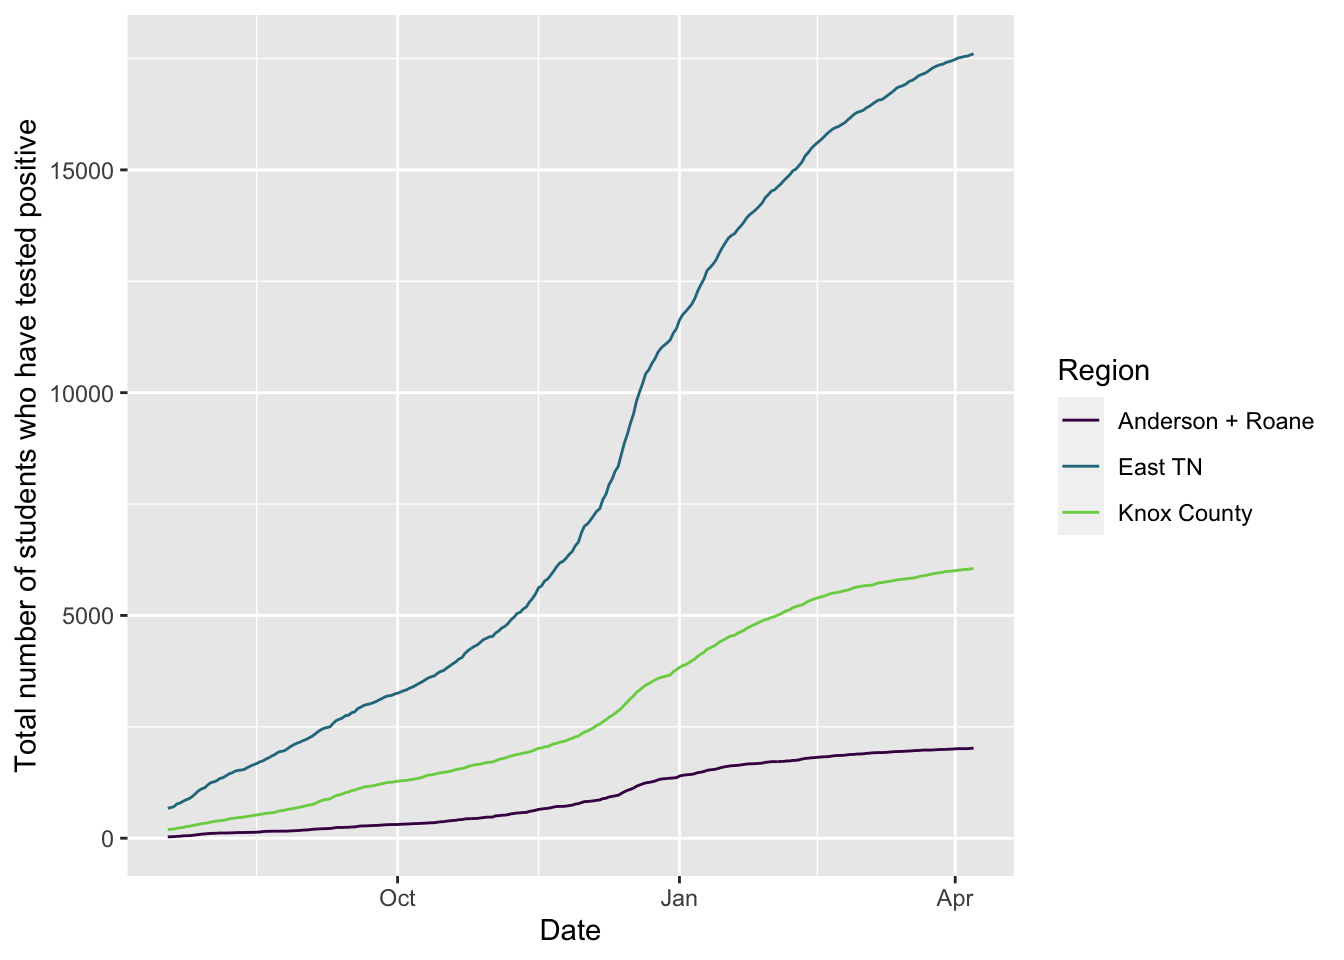 Total number of students who have tested positive
15000
10000
5000
0
Oct
Jan
Apr
Date
Region
Anderson + Roane
East TN
Knox County